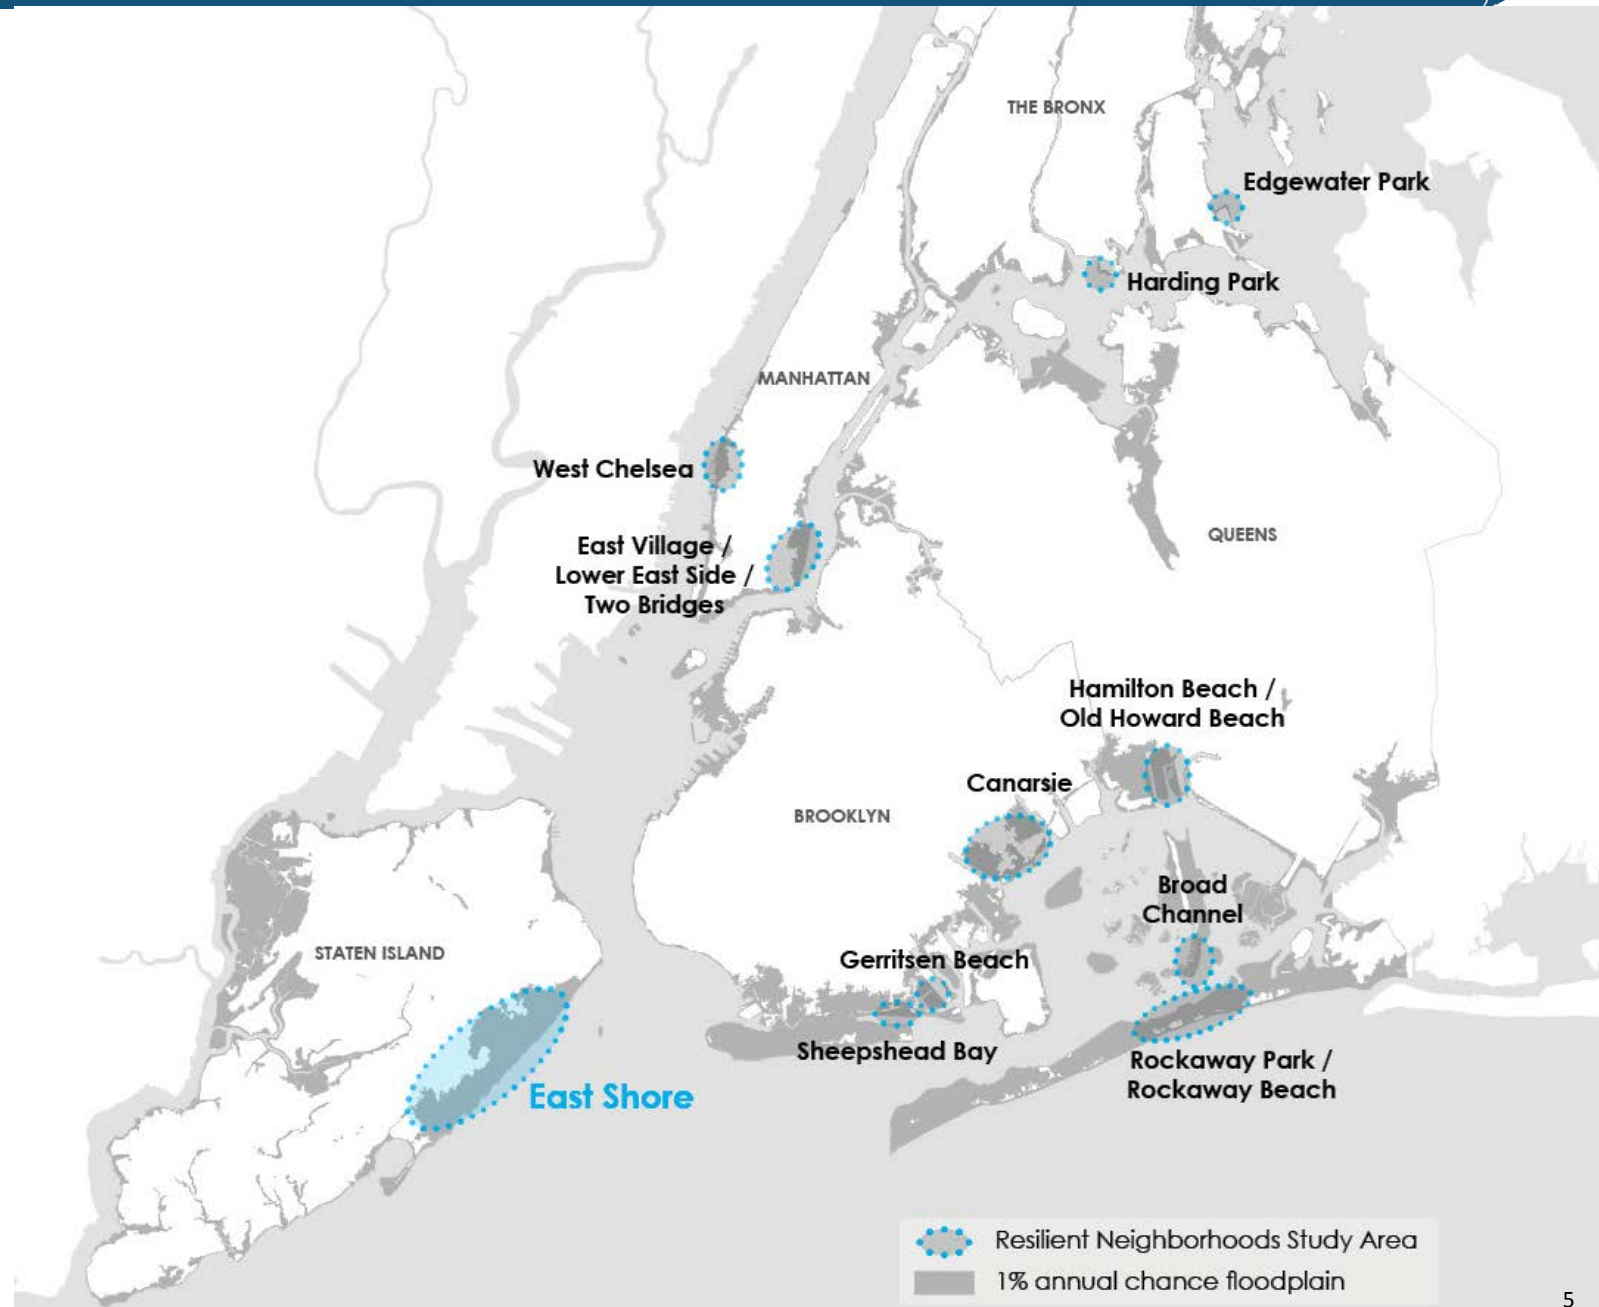 THE BRONX
Edgewater Park
Harding Park
MANHATTAN
West Chelsea
East Village /
Lower East Side /
Two Bridges
QUEENS
Hamilton Beach /
Old Howard Beach
Canarsie
BROOKLYN
Broad
Channel
STATEN ISLAND
Gerritsen Beach
Sheepshead Bay
Rockaway Park /
Rockaway Beach
East Shore
Resilient Neighborhoods Study Area
1% annual chance floodplain
5